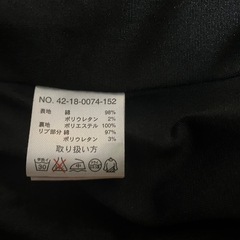 NO. 42-18-0074-152
表地 綿 98%
ポリウレタン 2%
裏地 ポリエステル 100%
リブ部分 綿 97%
ポリウレタン 3%
取り扱い方
30